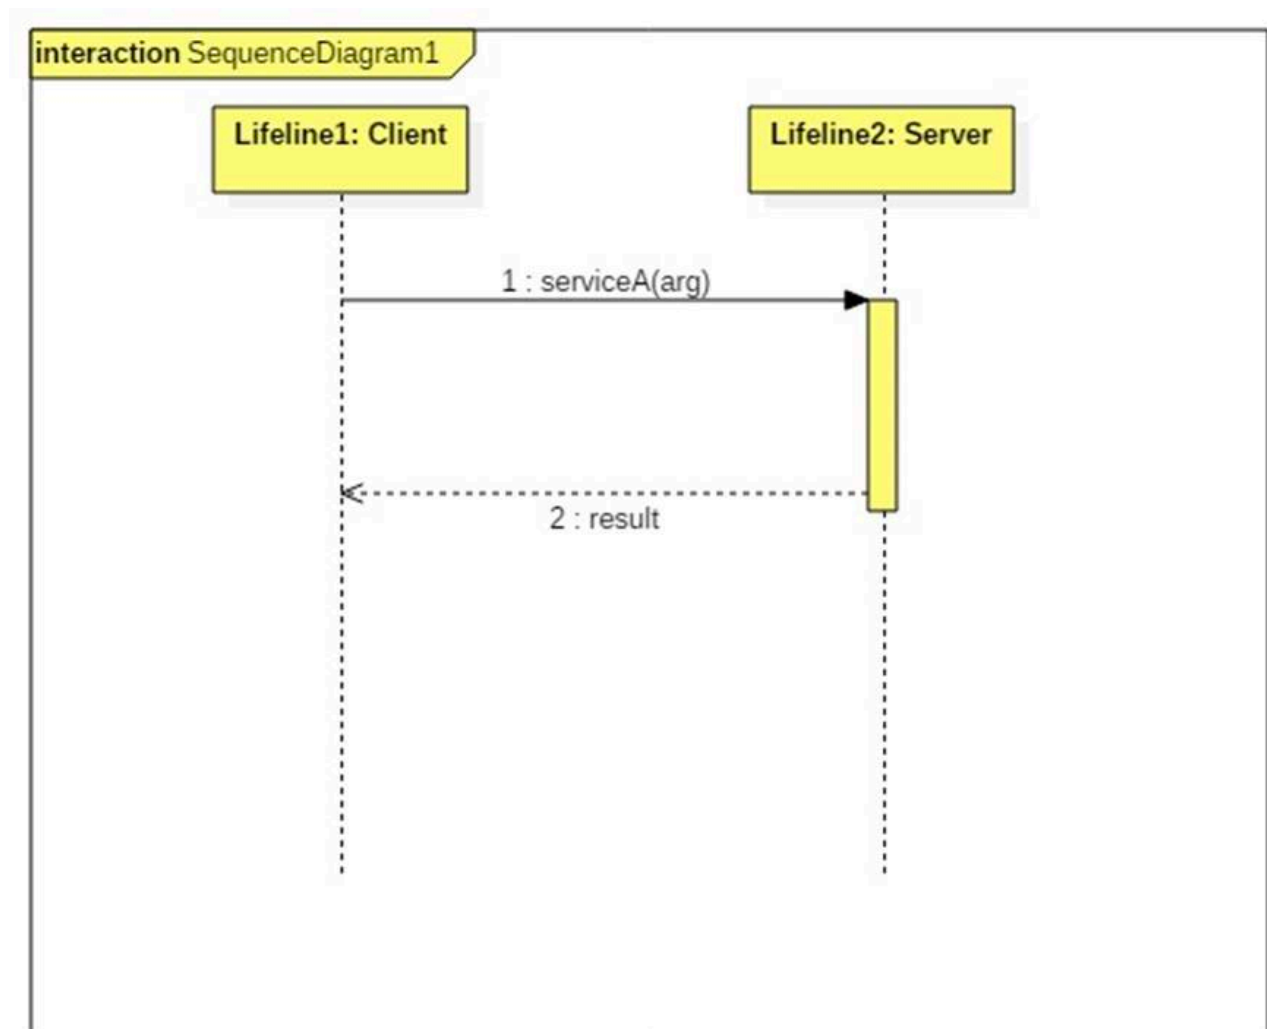 interaction SequenceDiagram1
Lifeline1: Client
Lifeline2: Server
1 : serviceA(arg)
2 : result